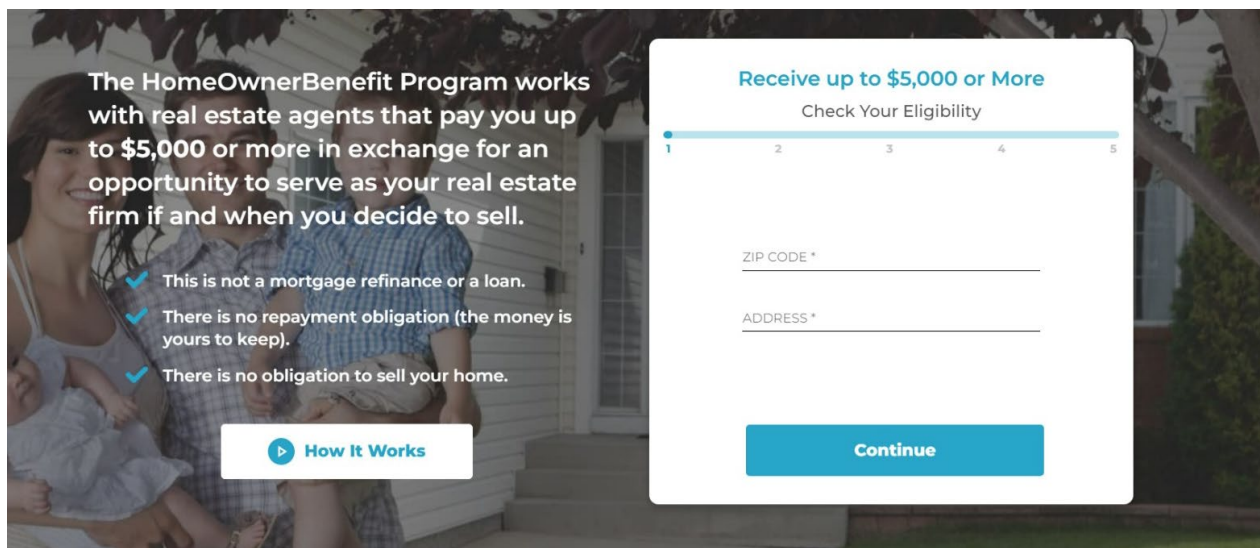 The HomeOwnerBenefit Program works
with real estate agents that pay you up
to $5,000 or more in exchange for an
opportunity to serve as your real estate
firm if and when you decide to sell.
This is not a mortgage refinance or a loan.
There is no repayment obligation (the money is
yours to keep).
There is no obligation to sell your home.
How It Works
Receive up to $5,000 or More
Check Your Eligibility
1 2 3 4 5
ZIP CODE *
ADDRESS *
Continue